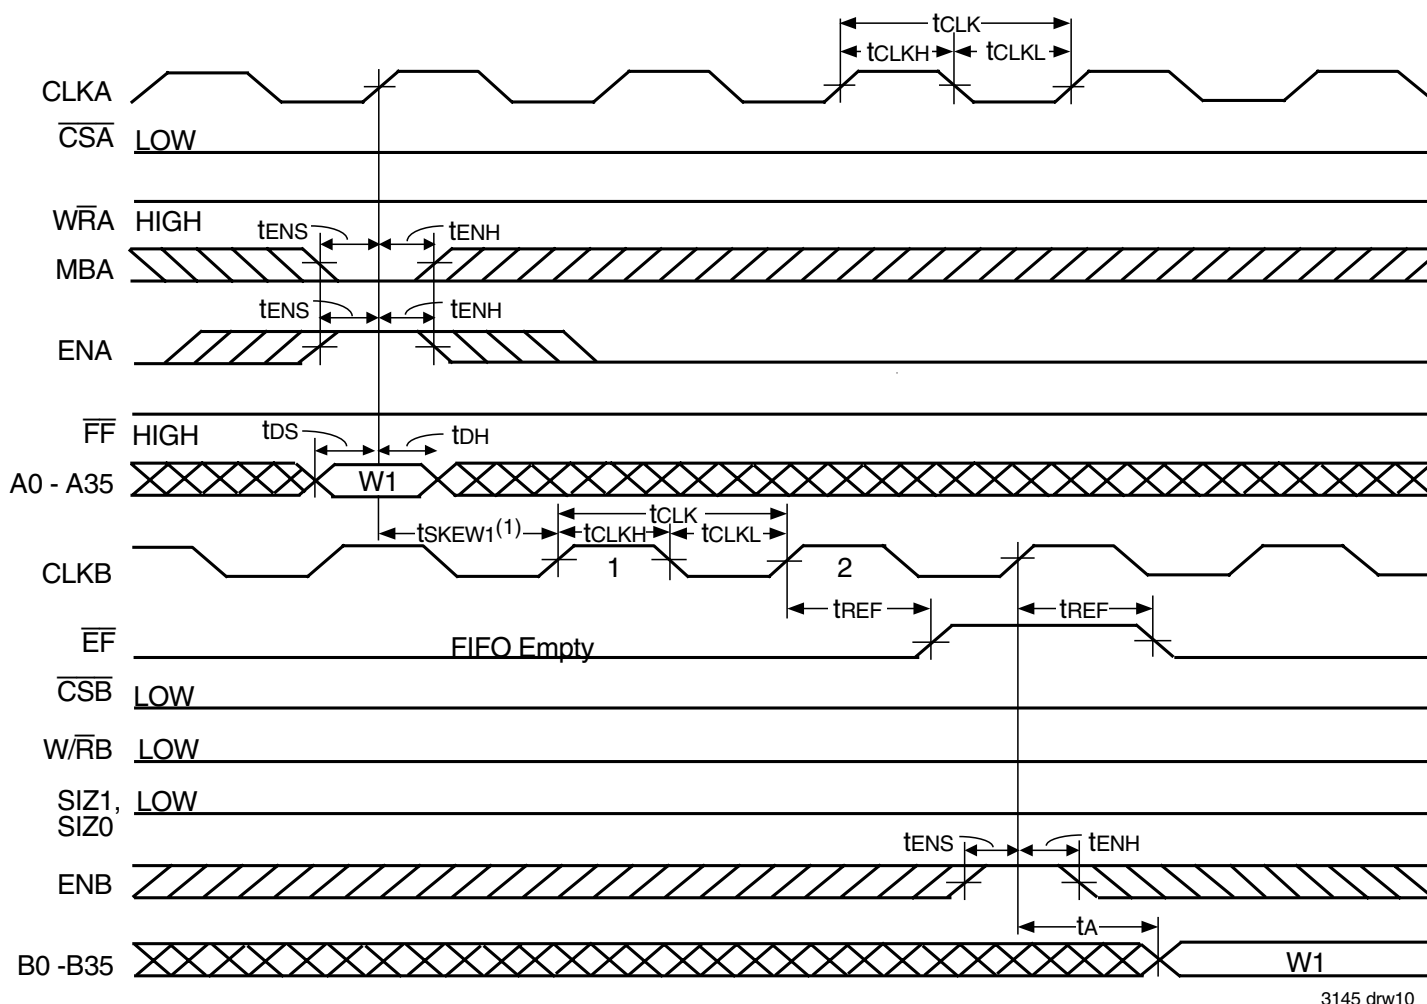 tCLK
tCLKH tCLKL
CLKA
CSA LOW
WRA HIGH
tENS tENH
MBA
tENS tENH
ENA
FF HIGH
tDS tDH
A0 - A35 W1
tCLK
tSKEW1(1) tCLKH tCLKL
CLKB 1 2
tREF tREF
EF FIFO Empty
CSB LOW
W/RB LOW
SIZ1, LOW
SIZ0
tENS tENH
ENB
tA
B0 -B35 W1
3145 drw10